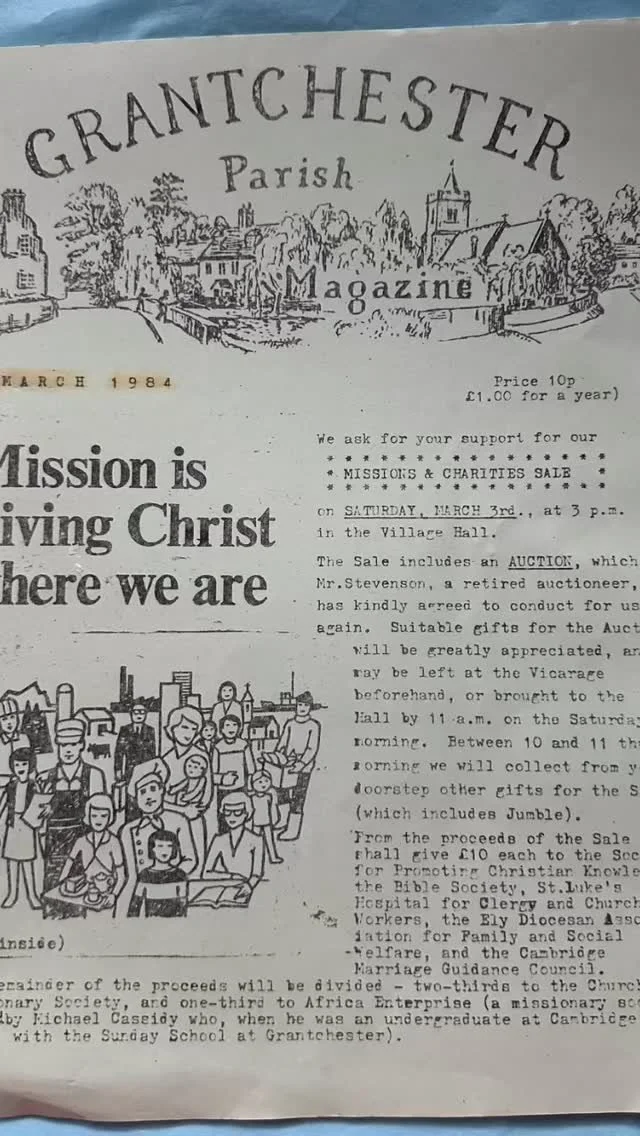 GRANTCHESTER
Parish
Magazine
MARCH 1984
Price 10p
£1.00 for a year)
Mission is
iving Christ
here we are
We ask for your support for our
MISSIONS & CHARITIES SALE
on SATURDAY, MARCH 3rd., at 3 p.m.
in the Village Hall.
The Sale includes an AUCTION, which
Mr.Stevenson, a retired auctioneer,
has kindly agreed to conduct for us
again. Suitable gifts for the Auct
will be greatly appreciated, an
may be left at the Vicarage
beforehand, or brought to the
Hall by 11 a.m. on the Saturday
morning. Between 10 and 11 th
morning we will collect from y
doorstep other gifts for the S
(which includes Jumble).
From the proceeds of the Sale
shall give £10 each to the Soc
for Promoting Christian Knowle
the Bible Society, St.Luke's
Hospital for Clergy and Church
Workers, the Ely Diocesan Asso
iation for Family and Social
Welfare, and the Cambridge
Marriage Guidance Council.
inside)
emainder of the proceeds will be divided - two-thirds to the Church
onary Society, and one-third to Africa Enterprise (a missionary soc
by Michael Cassidy who, when he was an undergraduate at Cambridge
with the Sunday School at Grantchester).